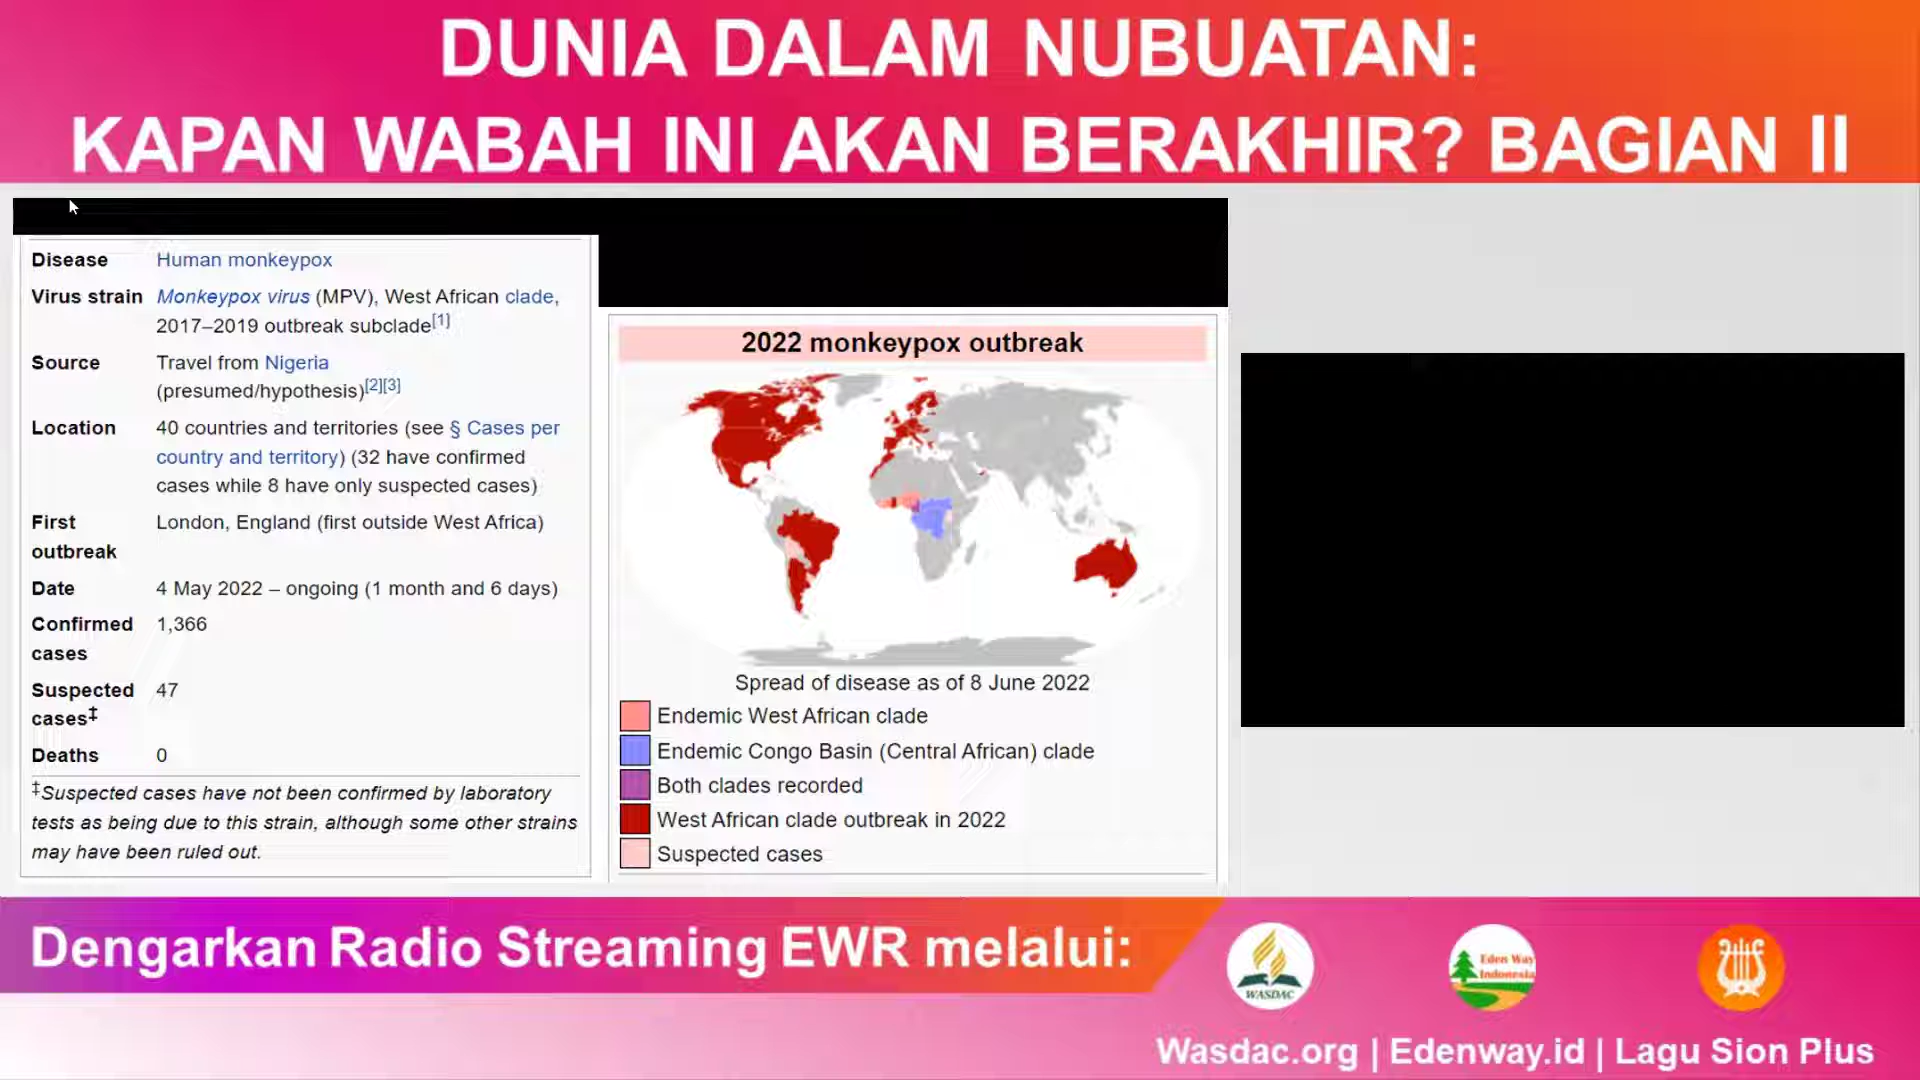 DUNIA DALAM NUBUATAN:
KAPAN WABAH INI AKAN BERAKHIR? BAGIAN II
Disease Human monkeypox
Virus strain Monkeypox virus (MPV), West African clade,
2017–2019 outbreak subclade[1]
Source Travel from Nigeria
(presumed/hypothesis)[2][3]
Location 40 countries and territories (see § Cases per
country and territory) (32 have confirmed
cases while 8 have only suspected cases)
First London, England (first outside West Africa)
outbreak
Date 4 May 2022 – ongoing (1 month and 6 days)
Confirmed 1,366
cases
Suspected 47
cases‡
Deaths 0
‡Suspected cases have not been confirmed by laboratory
tests as being due to this strain, although some other strains
may have been ruled out.
2022 monkeypox outbreak
Spread of disease as of 8 June 2022
Endemic West African clade
Endemic Congo Basin (Central African) clade
Both clades recorded
West African clade outbreak in 2022
Suspected cases
Dengarkan Radio Streaming EWR melalui:
WASDAC
Eden Way
Indonesia
Wasdac.org | Edenway.id | Lagu Sion Plus